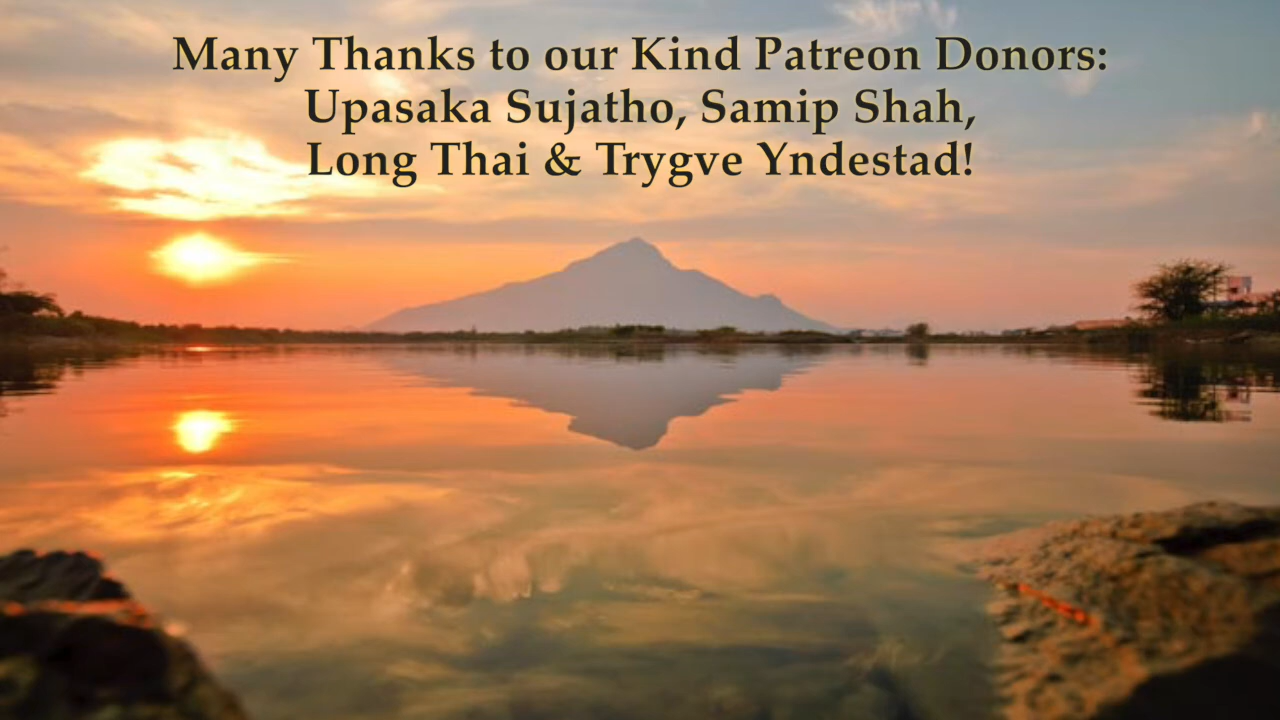 Many Thanks to our Kind Patreon Donors:
Upasaka Sujatho, Samip Shah,
Long Thai & Trygve Yndestad!